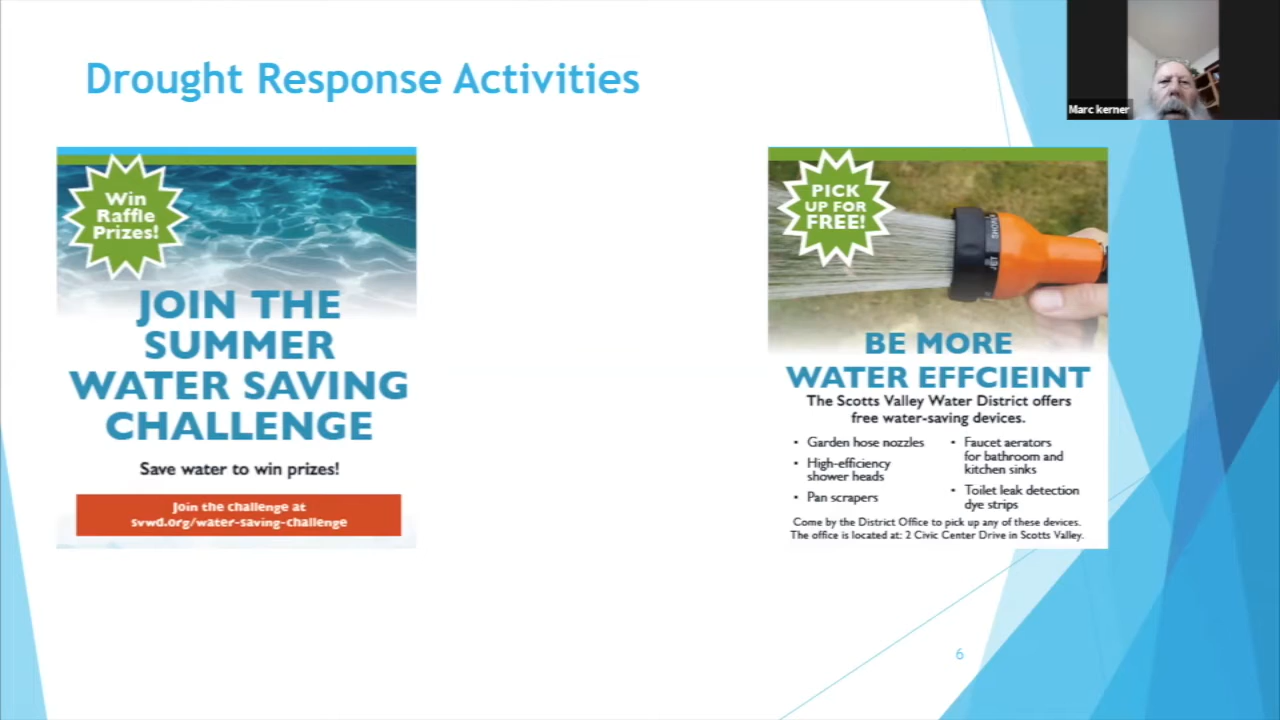 Drought Response Activities
Marc kerner
Win
Raffle
Prizes!
JOIN THE
SUMMER
WATER SAVING
CHALLENGE
Save water to win prizes!
Join the challenge at
svwd.org/water-saving-challenge
PICK
UP FOR
FREE!
SHOW
JET
BE MORE
WATER EFFCIEINT
The Scotts Valley Water District offers
free water-saving devices.
• Garden hose nozzles
• High-efficiency
shower heads
• Pan scrapers
• Faucet aerators
for bathroom and
kitchen sinks
• Toilet leak detection
dye strips
Come by the District Office to pick up any of these devices.
The office is located at: 2 Civic Center Drive in Scotts Valley.
6